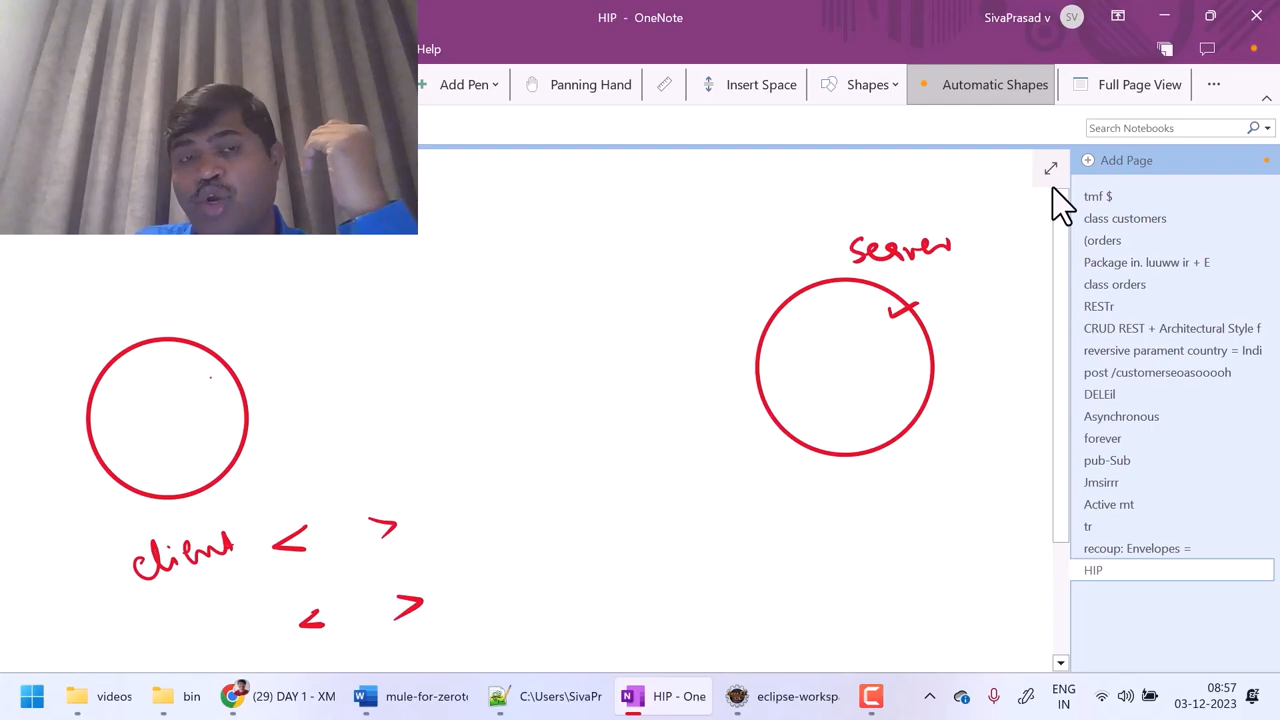 HIP - OneNote
SivaPrasad v
SV
Help
Add Pen
Panning Hand
Insert Space
Shapes
Automatic Shapes
Full Page View
Search Notebooks
Add Page
tmf $
class customers
(orders
Package in. luuww ir + E
class orders
RESTr
CRUD REST + Architectural Style f
reversive parament country = Indi
post /customerseoasooooh
DELEil
Asynchronous
forever
pub-Sub
Jmsirrr
Active mt
tr
recoup: Envelopes =
HIP
server
client < >
< >
videos
bin
(29) DAY 1 - XM
mule-for-zerot
C:\Users\SivaPr
HIP - One
eclipse-worksp
ENG
IN
08:57
03-12-2023